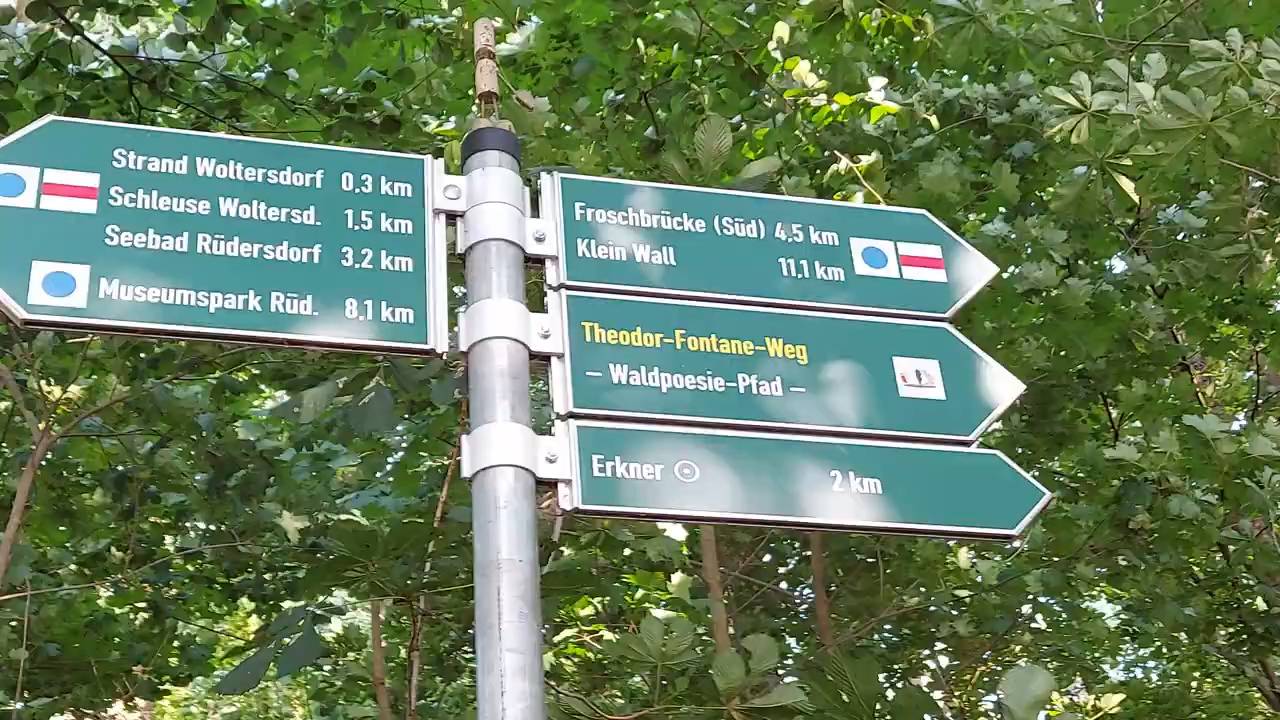 Strand Woltersdorf 0,3 km
Schleuse Woltersd. 1,5 km
Seebad Rüdersdorf 3,2 km
Museumspark Rüd. 8,1 km
Froschbrücke (Süd) 4,5 km
Klein Wall 11,1 km
Theodor-Fontane-Weg
– Waldpoesie-Pfad –
Erkner 2 km